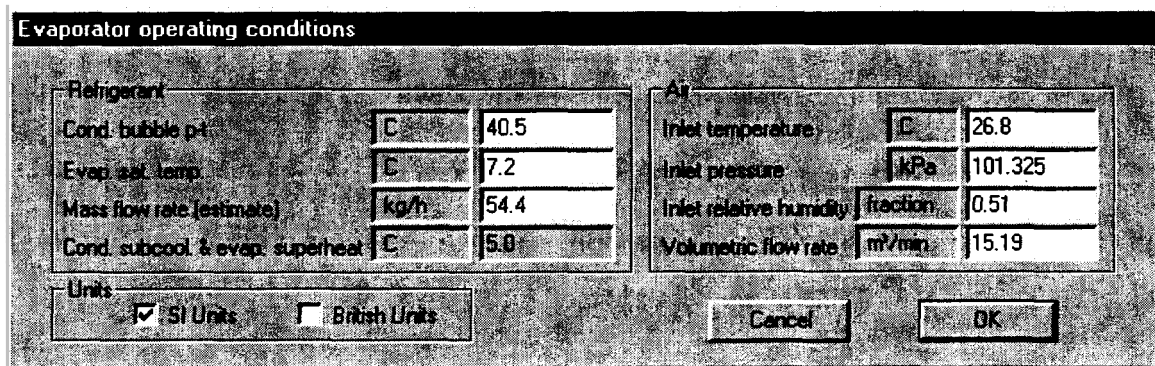 Evaporator operating conditions
Refrigerant
Cond. bubble p-t. C 40.5
Evap. sat. temp. C 7.2
Mass flow rate (estimate) kg/h 54.4
Cond. subcool. & evap. superheat C 5.0
Air
Inlet temperature C 26.8
Inlet pressure kPa 101.325
Inlet relative humidity fraction 0.51
Volumetric flow rate m³/min 15.19
Units
SI Units British Units
Cancel OK